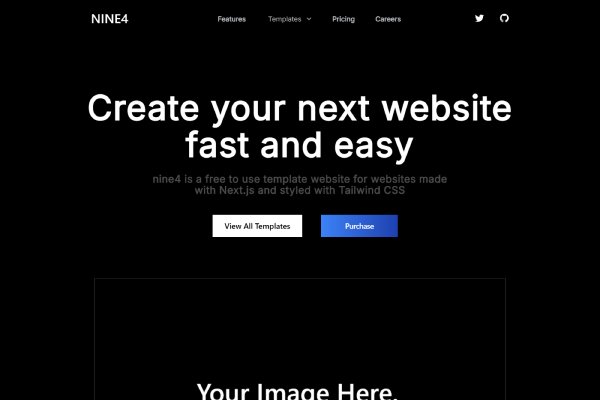 NINE4
Features
Templates
Pricing
Careers
Create your next website
fast and easy
nine4 is a free to use template website for websites made
with Next.js and styled with Tailwind CSS
View All Templates
Purchase
Your Image Here.